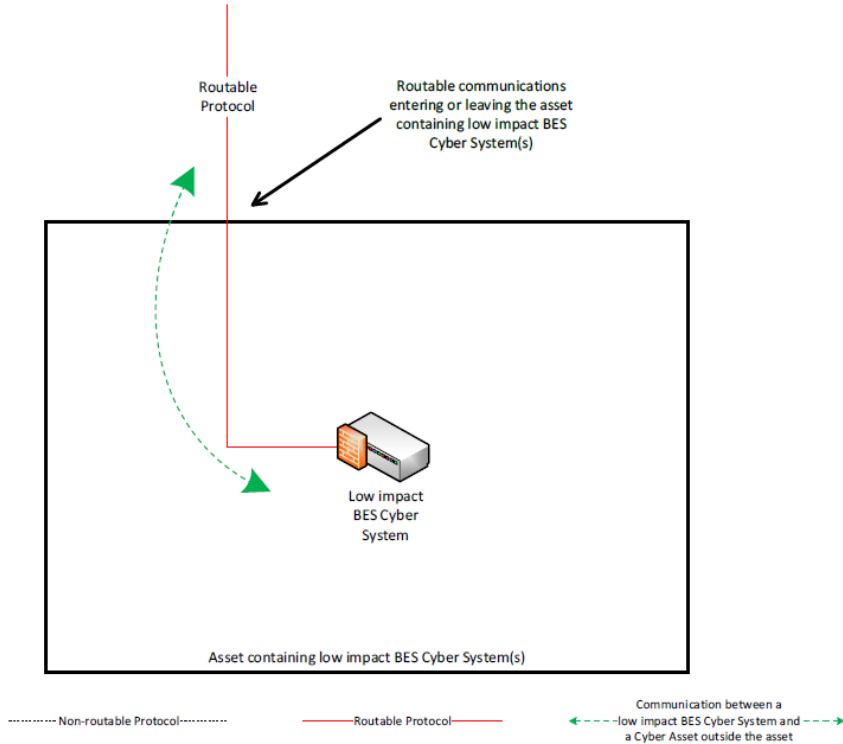 Routable
Protocol
Routable communications
entering or leaving the asset
containing low impact BES
Cyber System(s)
Low impact
BES Cyber
System
Asset containing low impact BES Cyber System(s)
Non-routable Protocol
Routable Protocol
Communication between a
low impact BES Cyber System and
a Cyber Asset outside the asset